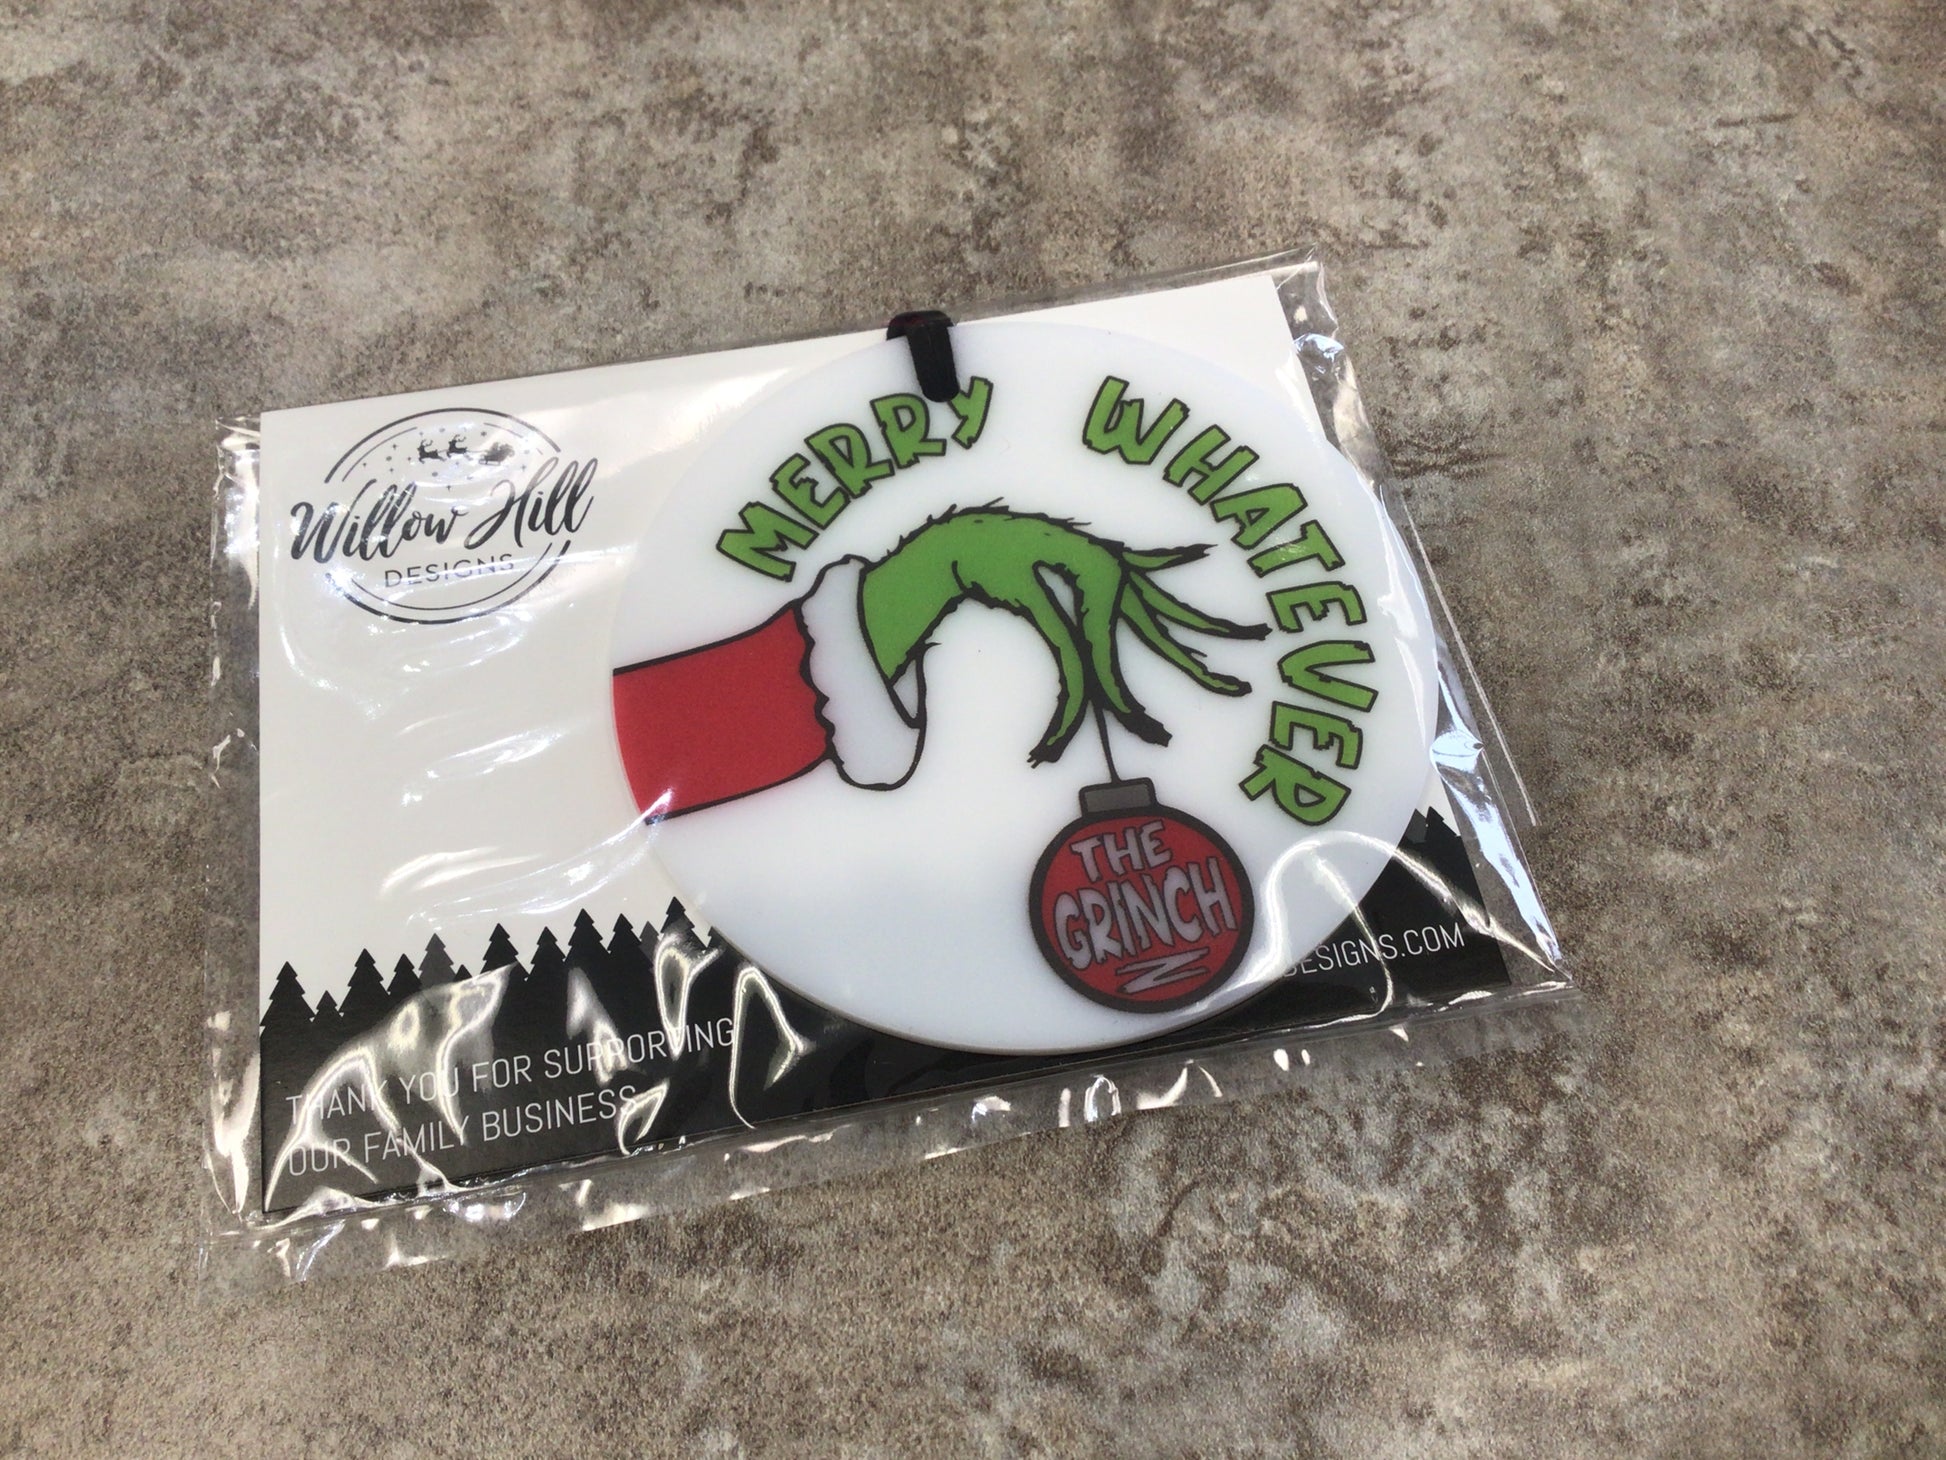 Willow Hill
DESIGNS
MERRY WHATEVER
THE
GRINCH
THANK YOU FOR SUPPORTING
OUR FAMILY BUSINESS
DESIGNS.COM